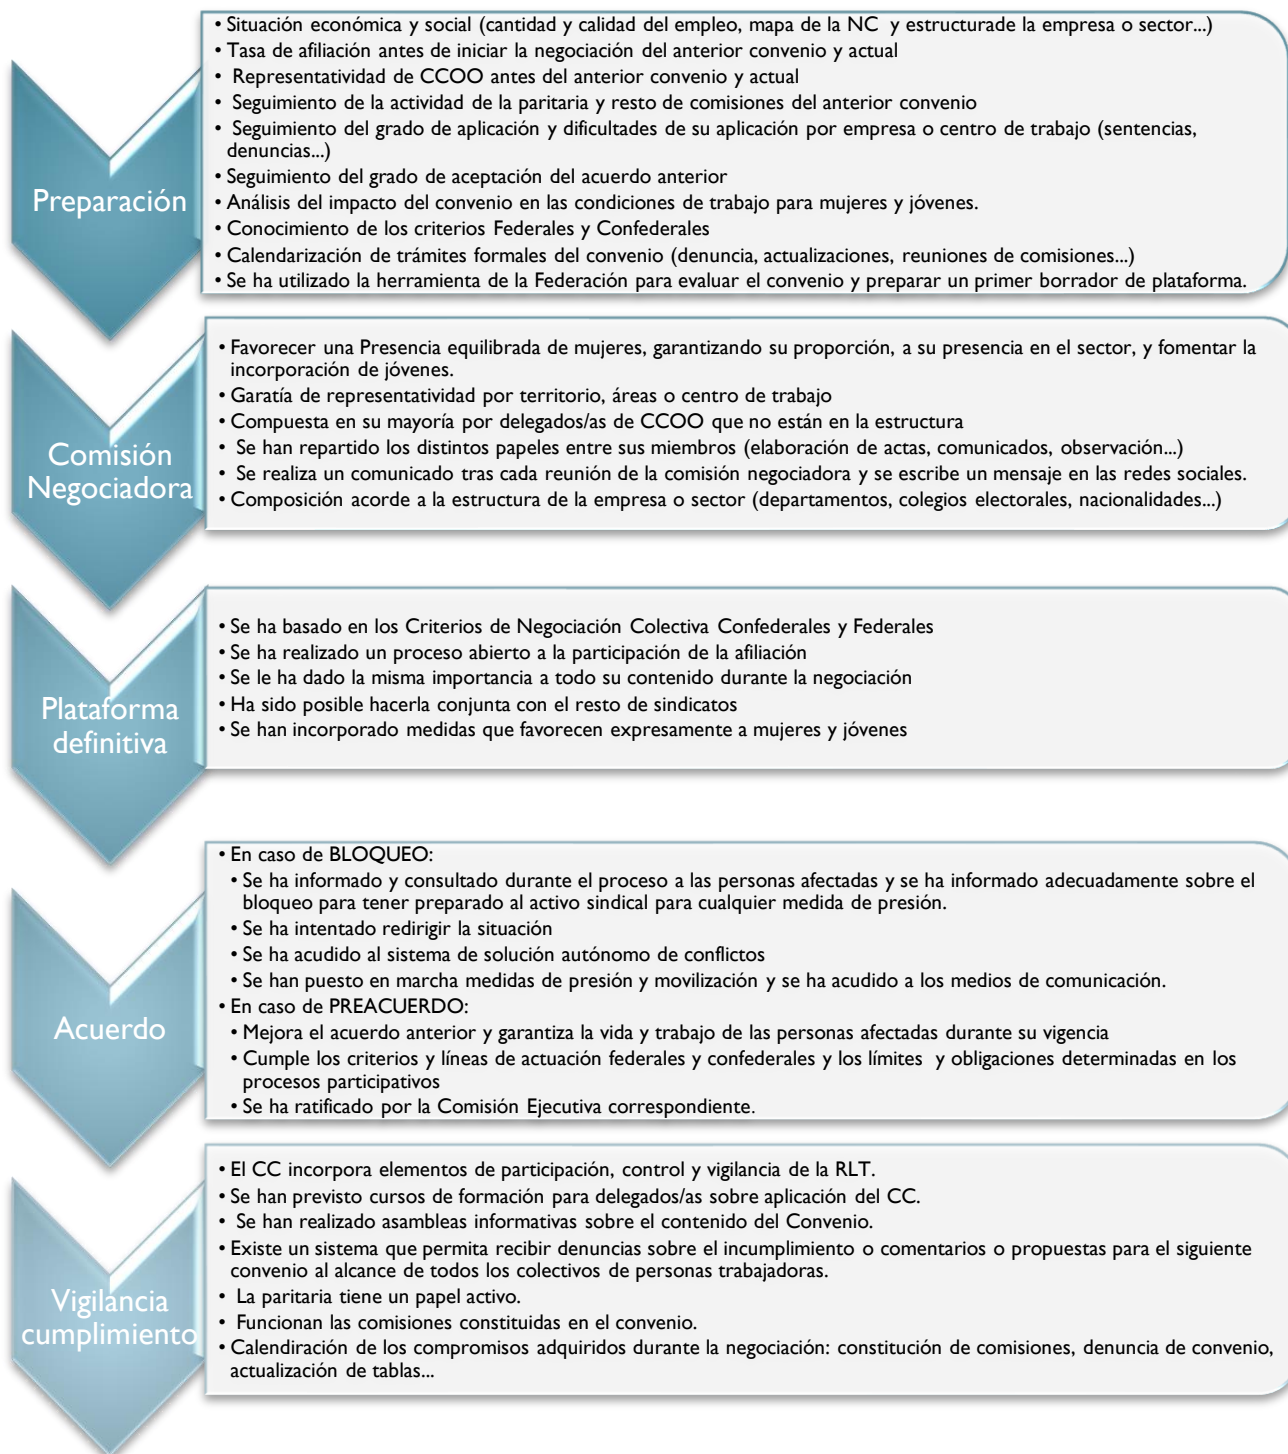 Preparación
• Situación económica y social (cantidad y calidad del empleo, mapa de la NC y estructurade la empresa o sector...)
• Tasa de afiliación antes de iniciar la negociación del anterior convenio y actual
• Representatividad de CCOO antes del anterior convenio y actual
• Seguimiento de la actividad de la paritaria y resto de comisiones del anterior convenio
• Seguimiento del grado de aplicación y dificultades de su aplicación por empresa o centro de trabajo (sentencias,
denuncias...)
• Seguimiento del grado de aceptación del acuerdo anterior
• Análisis del impacto del convenio en las condiciones de trabajo para mujeres y jóvenes.
• Conocimiento de los criterios Federales y Confederales
• Calendarización de trámites formales del convenio (denuncia, actualizaciones, reuniones de comisiones...)
• Se ha utilizado la herramienta de la Federación para evaluar el convenio y preparar un primer borrador de plataforma.
Comisión
Negociadora
• Favorecer una Presencia equilibrada de mujeres, garantizando su proporción, a su presencia en el sector, y fomentar la
incorporación de jóvenes.
• Garatía de representatividad por territorio, áreas o centro de trabajo
• Compuesta en su mayoría por delegados/as de CCOO que no están en la estructura
• Se han repartido los distintos papeles entre sus miembros (elaboración de actas, comunicados, observación...)
• Se realiza un comunicado tras cada reunión de la comisión negociadora y se escribe un mensaje en las redes sociales.
• Composición acorde a la estructura de la empresa o sector (departamentos, colegios electorales, nacionalidades...)
Plataforma
definitiva
• Se ha basado en los Criterios de Negociación Colectiva Confederales y Federales
• Se ha realizado un proceso abierto a la participación de la afiliación
• Se le ha dado la misma importancia a todo su contenido durante la negociación
• Ha sido posible hacerla conjunta con el resto de sindicatos
• Se han incorporado medidas que favorecen expresamente a mujeres y jóvenes
Acuerdo
• En caso de BLOQUEO:
• Se ha informado y consultado durante el proceso a las personas afectadas y se ha informado adecuadamente sobre el
bloqueo para tener preparado al activo sindical para cualquier medida de presión.
• Se ha intentado redirigir la situación
• Se ha acudido al sistema de solución autónomo de conflictos
• Se han puesto en marcha medidas de presión y movilización y se ha acudido a los medios de comunicación.
• En caso de PREACUERDO:
• Mejora el acuerdo anterior y garantiza la vida y trabajo de las personas afectadas durante su vigencia
• Cumple los criterios y líneas de actuación federales y confederales y los límites y obligaciones determinadas en los
procesos participativos
• Se ha ratificado por la Comisión Ejecutiva correspondiente.
Vigilancia
cumplimiento
• El CC incorpora elementos de participación, control y vigilancia de la RLT.
• Se han previsto cursos de formación para delegados/as sobre aplicación del CC.
• Se han realizado asambleas informativas sobre el contenido del Convenio.
• Existe un sistema que permita recibir denuncias sobre el incumplimiento o comentarios o propuestas para el siguiente
convenio al alcance de todos los colectivos de personas trabajadoras.
• La paritaria tiene un papel activo.
• Funcionan las comisiones constituidas en el convenio.
• Calendiración de los compromisos adquiridos durante la negociación: constitución de comisiones, denuncia de convenio,
actualización de tablas...